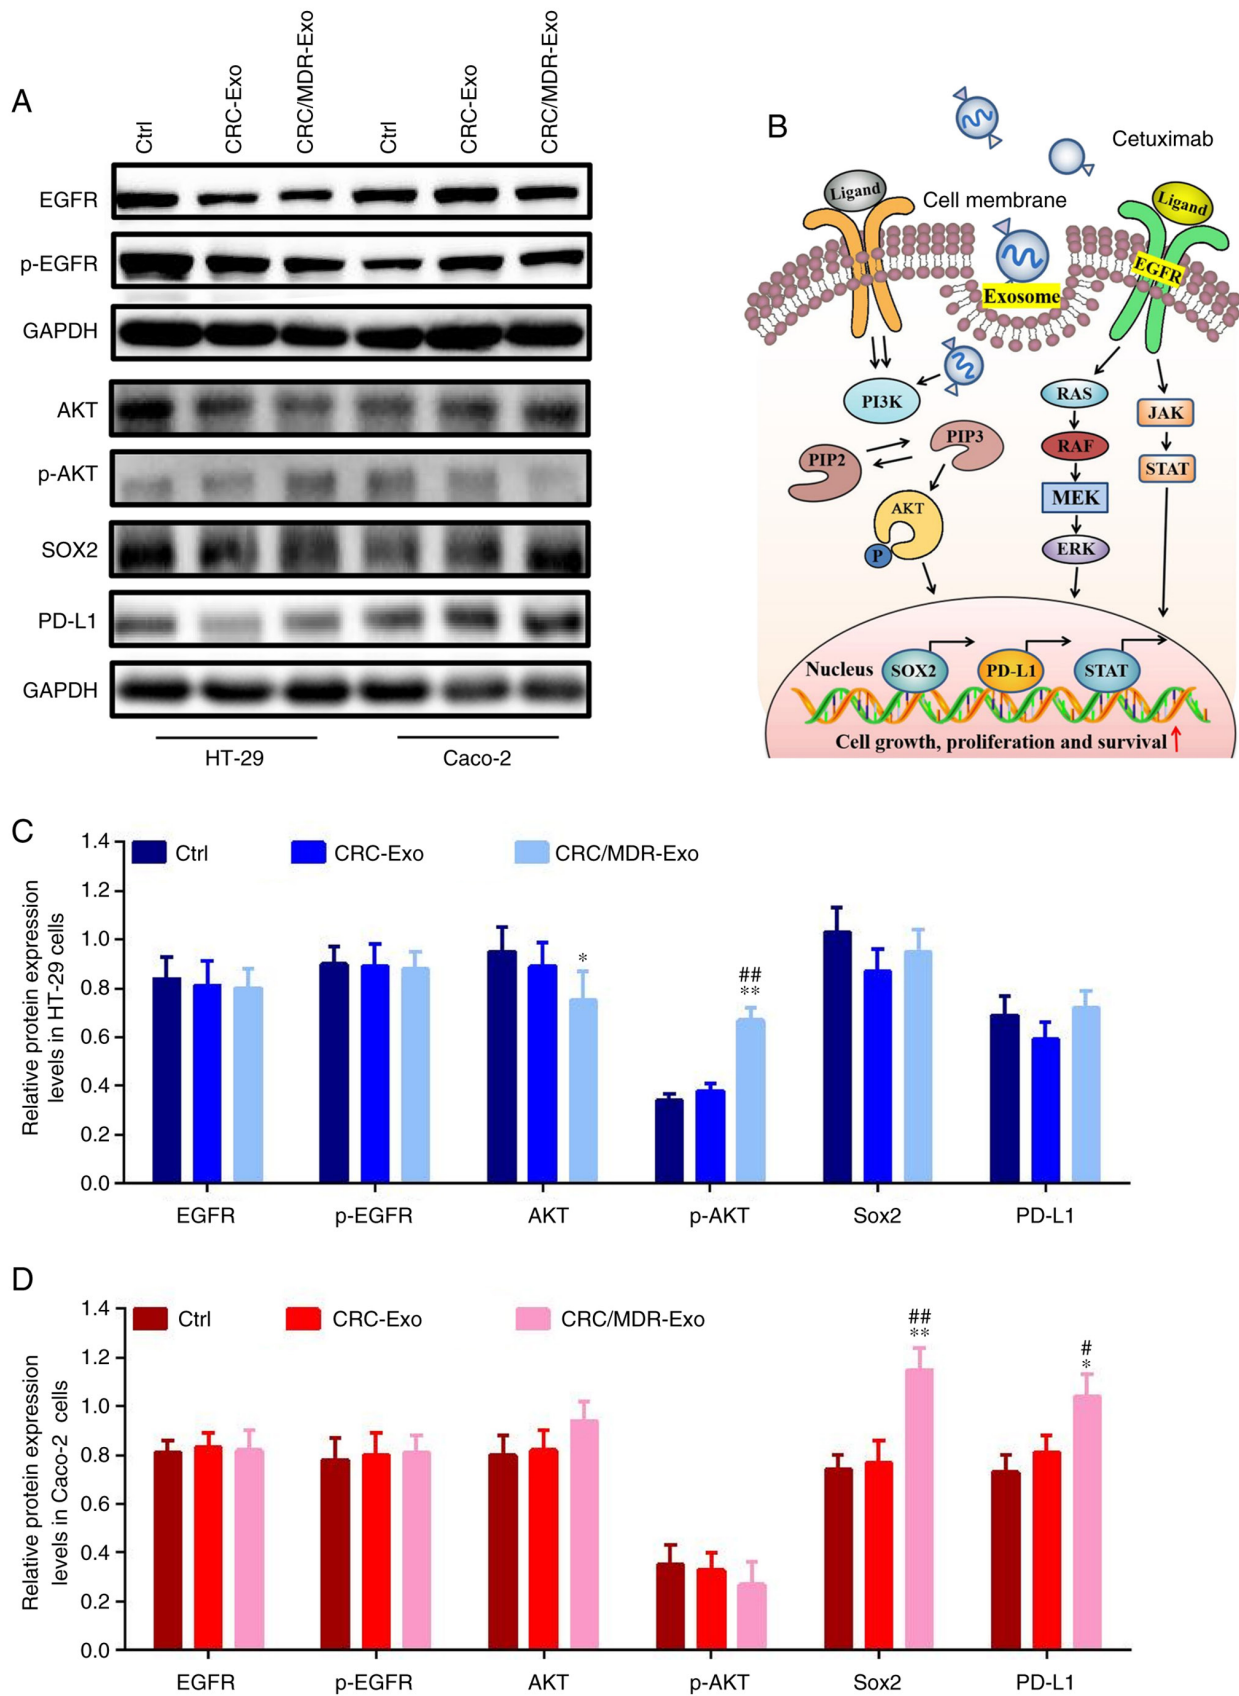 A
Ctrl
CRC-Exo
CRC/MDR-Exo
Ctrl
CRC-Exo
CRC/MDR-Exo
EGFR
p-EGFR
GAPDH
AKT
p-AKT
SOX2
PD-L1
GAPDH
HT-29
Caco-2
B
Cetuximab
Ligand
Cell membrane
Ligand
EGFR
Exosome
PI3K
RAS
JAK
PIP2
PIP3
RAF
STAT
AKT
MEK
P
ERK
Nucleus
SOX2
PD-L1
STAT
Cell growth, proliferation and survival
C
Relative protein expression
levels in HT-29 cells
1.4
1.2
1.0
0.8
0.6
0.4
0.2
0.0
Ctrl
CRC-Exo
CRC/MDR-Exo
*
##
**
EGFR
p-EGFR
AKT
p-AKT
Sox2
PD-L1
D
Relative protein expression
levels in Caco-2 cells
1.4
1.2
1.0
0.8
0.6
0.4
0.2
0.0
Ctrl
CRC-Exo
CRC/MDR-Exo
##
**
#
*
EGFR
p-EGFR
AKT
p-AKT
Sox2
PD-L1